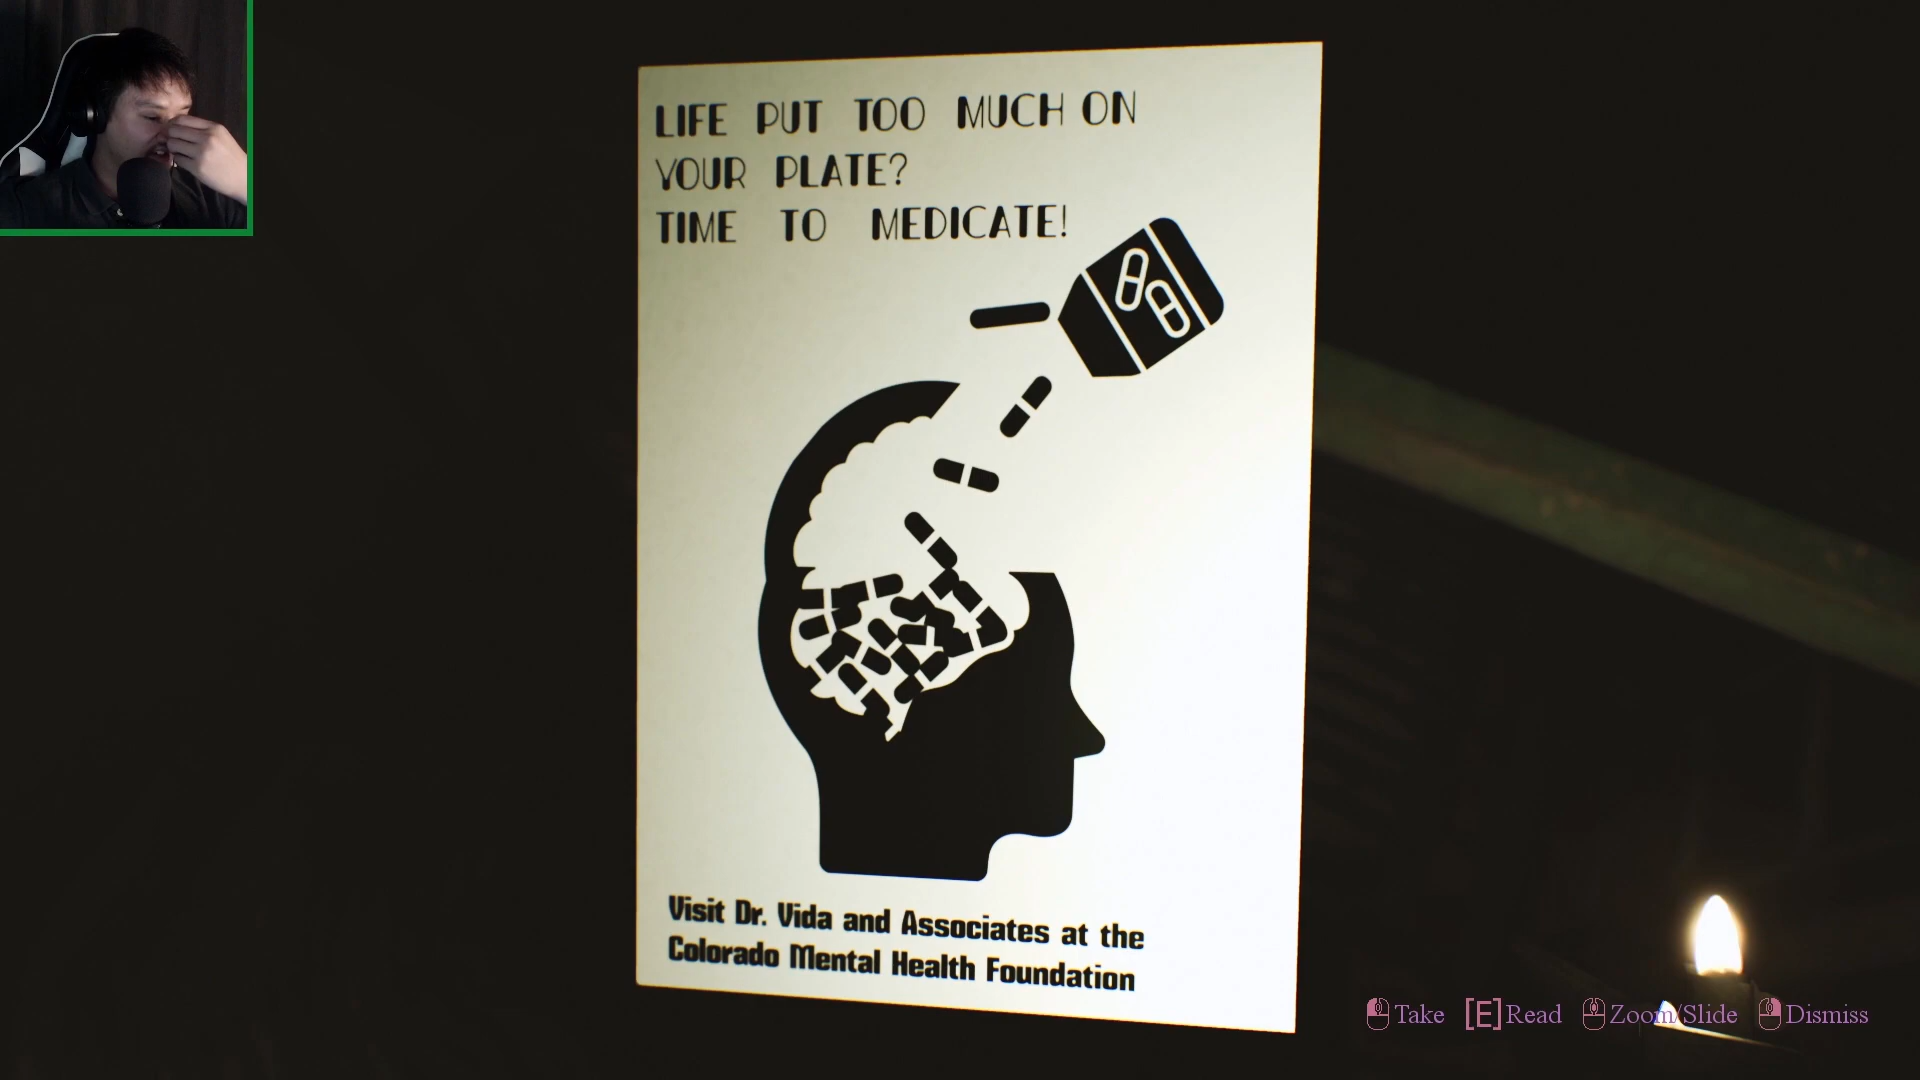 LIFE PUT TOO MUCH ON
YOUR PLATE?
TIME TO MEDICATE!
Visit Dr. Vida and Associates at the
Colorado Mental Health Foundation
Take [E]Read Zoom/Slide Dismiss